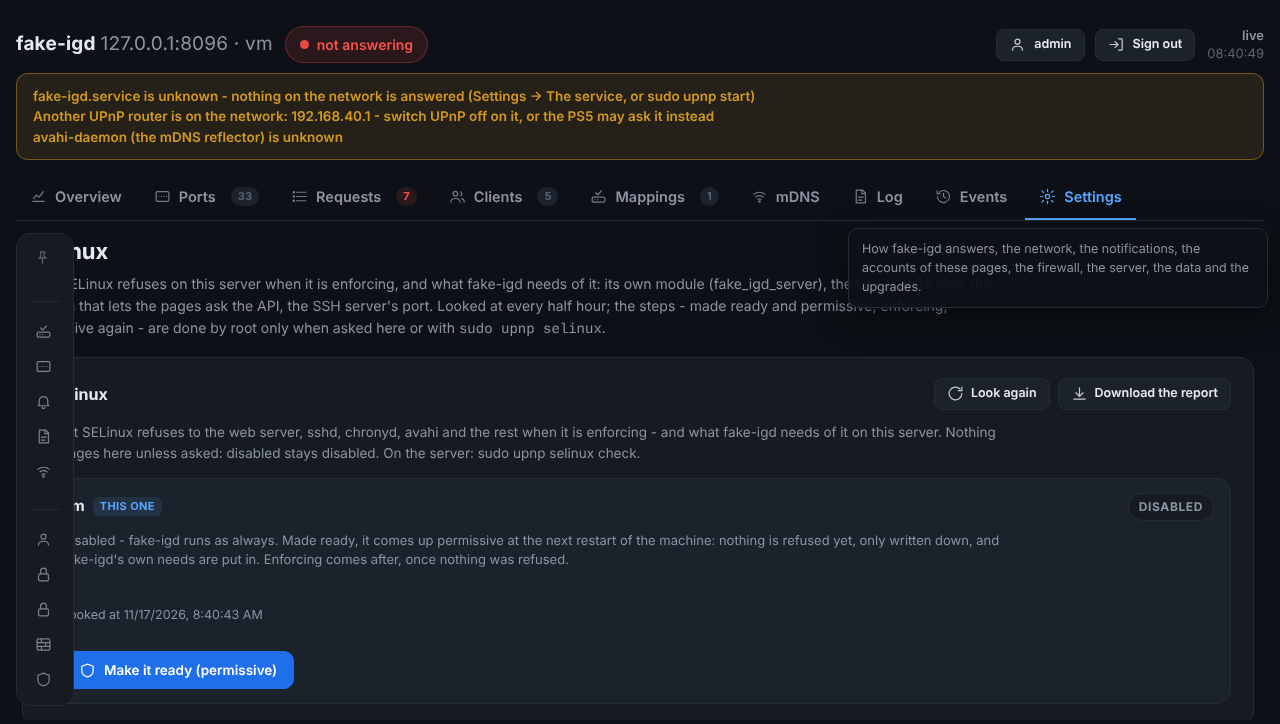 fake-igd 127.0.0.1:8096 · vm
not answering
admin
Sign out
live
08:40:49
fake-igd.service is unknown - nothing on the network is answered (Settings → The service, or sudo upnp start)
Another UPnP router is on the network: 192.168.40.1 - switch UPnP off on it, or the PS5 may ask it instead
avahi-daemon (the mDNS reflector) is unknown
Overview
Ports 33
Requests 7
Clients 5
Mappings 1
mDNS
Log
Events
Settings
How fake-igd answers, the network, the notifications, the
accounts of these pages, the firewall, the server, the data and the
upgrades.
nux
ELinux refuses on this server when it is enforcing, and what fake-igd needs of it: its own module (fake_igd_server), the
that lets the pages ask the API, the SSH server's port. Looked at every half hour; the steps - made ready and permissive, enforcing,
ive again - are done by root only when asked here or with sudo upnp selinux.
inux
Look again
Download the report
t SELinux refuses to the web server, sshd, chronyd, avahi and the rest when it is enforcing - and what fake-igd needs of it on this server. Nothing
nges here unless asked: disabled stays disabled. On the server: sudo upnp selinux check.
m THIS ONE
DISABLED
sabled - fake-igd runs as always. Made ready, it comes up permissive at the next restart of the machine: nothing is refused yet, only written down, and
ke-igd's own needs are put in. Enforcing comes after, once nothing was refused.
ooked at 11/17/2026, 8:40:43 AM
Make it ready (permissive)